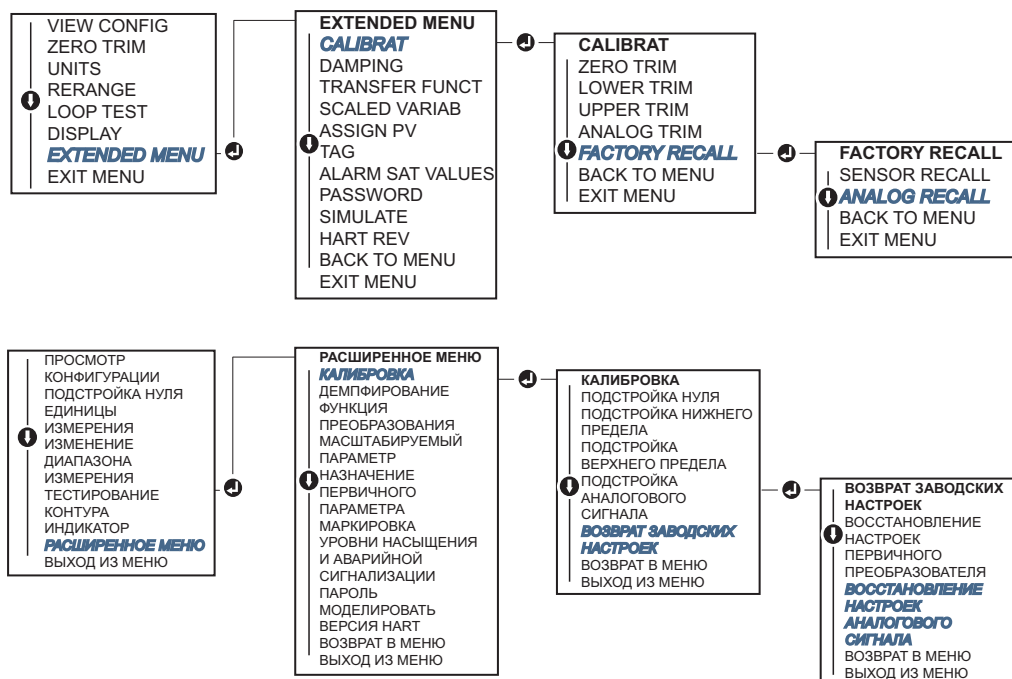 VIEW CONFIG
ZERO TRIM
UNITS
RERANGE
LOOP TEST
DISPLAY
EXTENDED MENU
EXIT MENU
EXTENDED MENU
CALIBRAT
DAMPING
TRANSFER FUNCT
SCALED VARIAB
ASSIGN PV
TAG
ALARM SAT VALUES
PASSWORD
SIMULATE
HART REV
BACK TO MENU
EXIT MENU
CALIBRAT
ZERO TRIM
LOWER TRIM
UPPER TRIM
ANALOG TRIM
FACTORY RECALL
BACK TO MENU
EXIT MENU
FACTORY RECALL
SENSOR RECALL
ANALOG RECALL
BACK TO MENU
EXIT MENU
ПРОСМОТР
КОНФИГУРАЦИИ
ПОДСТРОЙКА НУЛЯ
ЕДИНИЦЫ
ИЗМЕРЕНИЯ
ИЗМЕНЕНИЕ
ДИАПАЗОНА
ИЗМЕРЕНИЯ
ТЕСТИРОВАНИЕ
КОНТУРА
ИНДИКАТОР
РАСШИРЕННОЕ МЕНЮ
ВЫХОД ИЗ МЕНЮ
РАСШИРЕННОЕ МЕНЮ
КАЛИБРОВКА
ДЕМПФИРОВАНИЕ
ФУНКЦИЯ
ПРЕОБРАЗОВАНИЯ
МАСШТАБИРУЕМЫЙ
ПАРАМЕТР
НАЗНАЧЕНИЕ
ПЕРВИЧНОГО
ПАРАМЕТРА
МАРКИРОВКА
УРОВНИ НАСЫЩЕНИЯ
И АВАРИЙНОЙ
СИГНАЛИЗАЦИИ
ПАРОЛЬ
МОДЕЛИРОВАТЬ
ВЕРСИЯ HART
ВОЗВРАТ В МЕНЮ
ВЫХОД ИЗ МЕНЮ
КАЛИБРОВКА
ПОДСТРОЙКА НУЛЯ
ПОДСТРОЙКА НИЖНЕГО
ПРЕДЕЛА
ПОДСТРОЙКА
ВЕРХНЕГО ПРЕДЕЛА
ПОДСТРОЙКА
АНАЛОГОВОГО
СИГНАЛА
ВОЗВРАТ ЗАВОДСКИХ
НАСТРОЕК
ВОЗВРАТ В МЕНЮ
ВЫХОД ИЗ МЕНЮ
ВОЗВРАТ ЗАВОДСКИХ
НАСТРОЕК
ВОССТАНОВЛЕНИЕ
НАСТРОЕК
ПЕРВИЧНОГО
ПРЕОБРАЗОВАТЕЛЯ
ВОССТАНОВЛЕНИЕ
НАСТРОЕК
АНАЛОГОВОГО
СИГНАЛА
ВОЗВРАТ В МЕНЮ
ВЫХОД ИЗ МЕНЮ